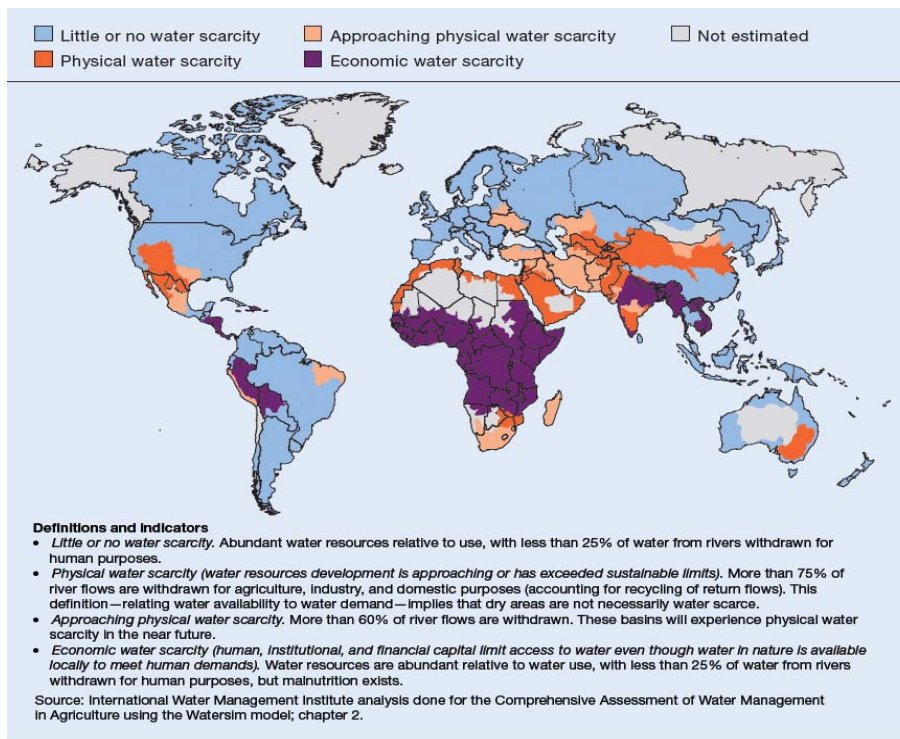 Little or no water scarcity
Approaching physical water scarcity
Not estimated
Physical water scarcity
Economic water scarcity
Definitions and Indicators
• Little or no water scarcity. Abundant water resources relative to use, with less than 25% of water from rivers withdrawn for
human purposes.
• Physical water scarcity (water resources development is approaching or has exceeded sustainable limits). More than 75% of
river flows are withdrawn for agriculture, industry, and domestic purposes (accounting for recycling of return flows). This
definition—relating water availability to water demand—implies that dry areas are not necessarily water scarce.
• Approaching physical water scarcity. More than 60% of river flows are withdrawn. These basins will experience physical water
scarcity in the near future.
• Economic water scarcity (human, institutional, and financial capital limit access to water even though water in nature is available
locally to meet human demands). Water resources are abundant relative to water use, with less than 25% of water from rivers
withdrawn for human purposes, but malnutrition exists.
Source: International Water Management Institute analysis done for the Comprehensive Assessment of Water Management
in Agriculture using the Watersim model; chapter 2.